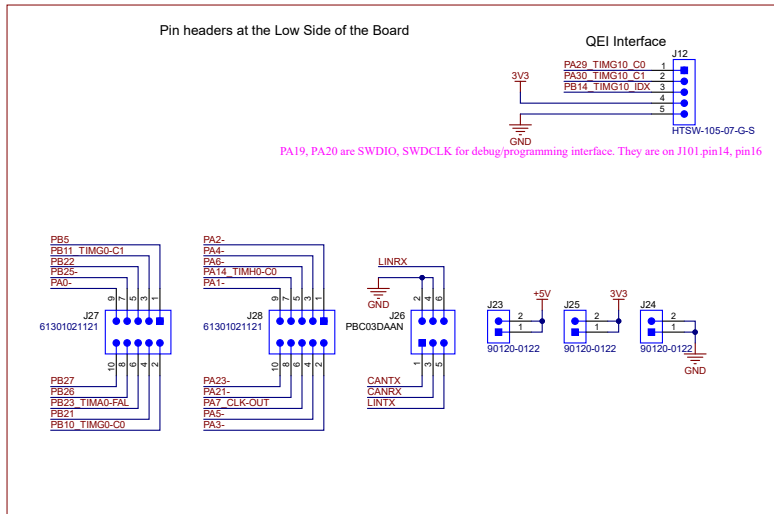 Pin headers at the Low Side of the Board
QEI Interface
J12
PA29_TIMG10_C0 1
PA30_TIMG10_C1 2
PB14_TIMG10_IDX 3
3V3 4
5
GND
HTSW-105-07-G-S
PA19, PA20 are SWDIO, SWDCLK for debug/programming interface. They are on J101.pin14, pin16
PB5
PB11_TIMG0-C1
PB22
PB25-
PA0-
9 7 5 3 1
J27
61301021121
10 8 6 4 2
PB27
PB26
PB23_TIMA0-FAL
PB21
PB10_TIMG0-C0
PA2-
PA4-
PA6-
PA14_TIMH0-C0
PA1-
9 7 5 3 1
J28
61301021121
10 8 6 4 2
PA23-
PA21-
PA7_CLK-OUT
PA5-
PA3-
LINRX
GND
2 4 6
J26
PBC03DAAN
1 3 5
CANTX
CANRX
LINTX
J23
+5V
2
1
90120-0122
J25
3V3
2
1
90120-0122
J24
2
1
90120-0122
GND